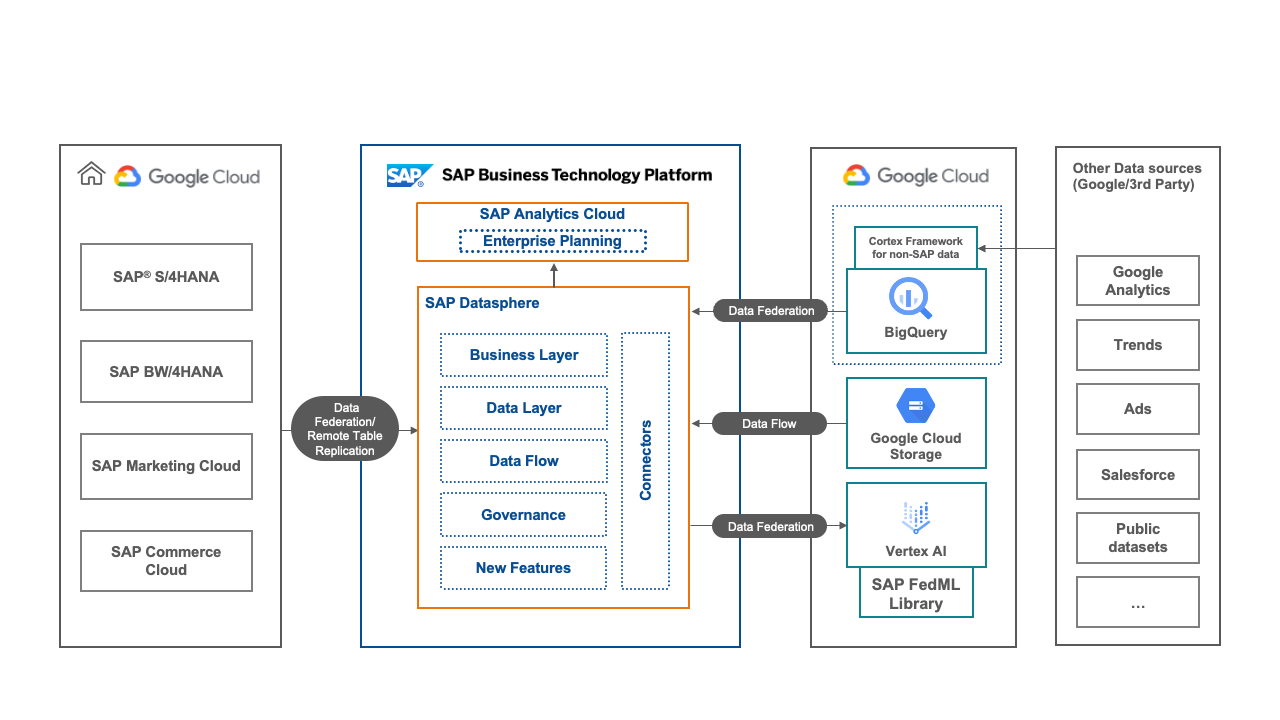 Google Cloud
SAP® S/4HANA
SAP BW/4HANA
SAP Marketing Cloud
SAP Commerce
Cloud
Data
Federation/
Remote Table
Replication
SAP® SAP Business Technology Platform
SAP Analytics Cloud
Enterprise Planning
SAP Datasphere
Business Layer
Data Layer
Data Flow
Governance
New Features
Connectors
Data Federation
Data Flow
Data Federation
Google Cloud
Cortex Framework
for non-SAP data
BigQuery
Google Cloud
Storage
Vertex AI
SAP FedML
Library
Other Data sources
(Google/3rd Party)
Google
Analytics
Trends
Ads
Salesforce
Public
datasets
...